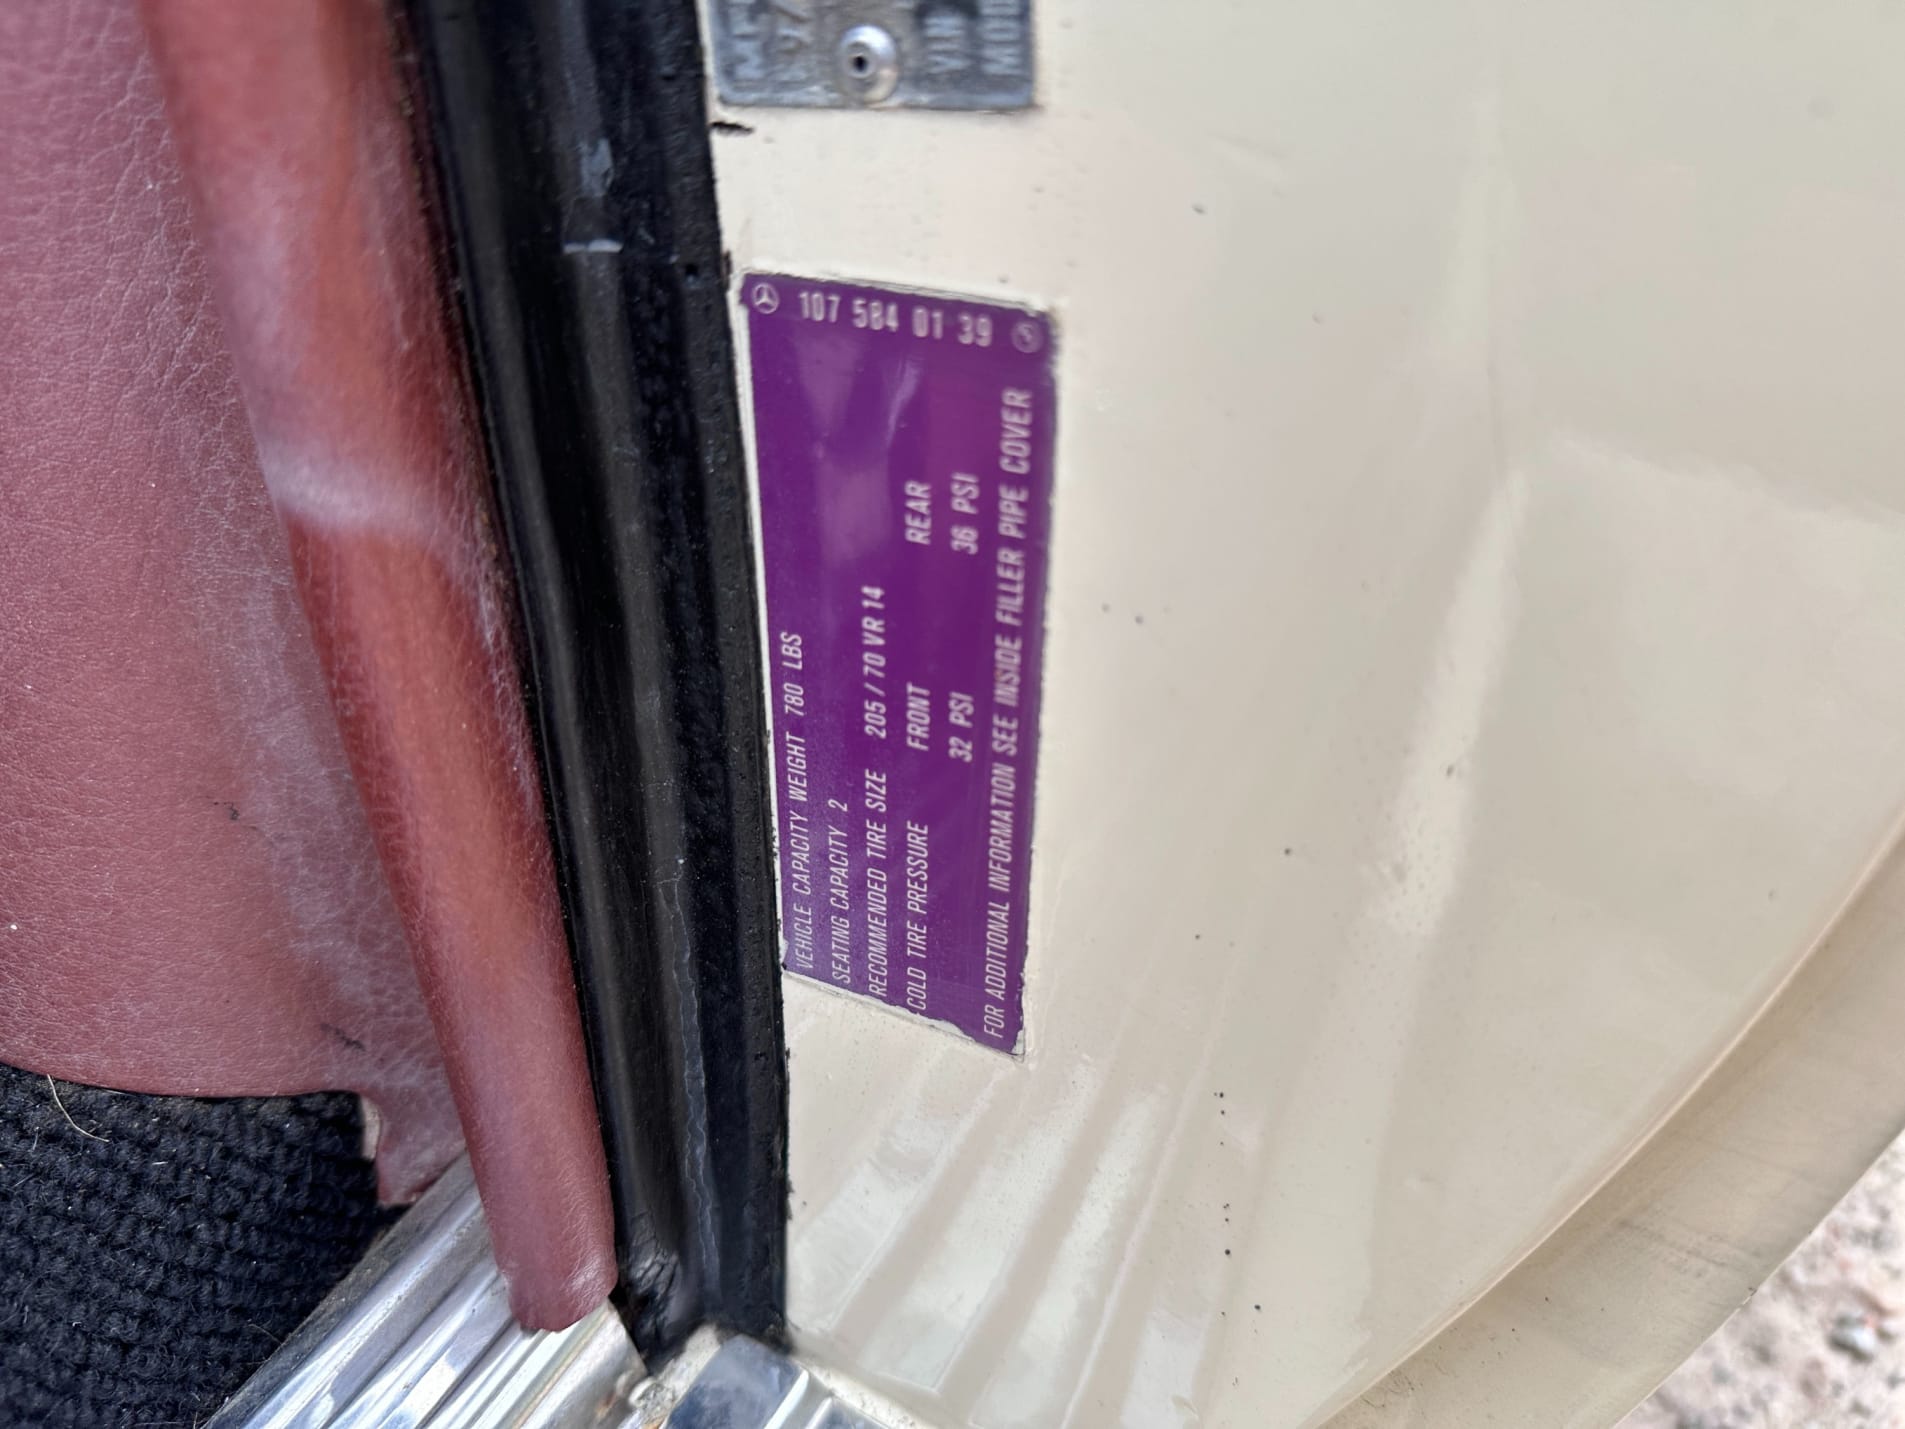 107 584 01 39
VEHICLE CAPACITY WEIGHT 780 LBS
SEATING CAPACITY 2
RECOMMENDED TIRE SIZE 205/70 VR 14
COLD TIRE PRESSURE FRONT REAR
32 PSI 36 PSI
FOR ADDITIONAL INFORMATION SEE INSIDE FILLER PIPE COVER
VIN